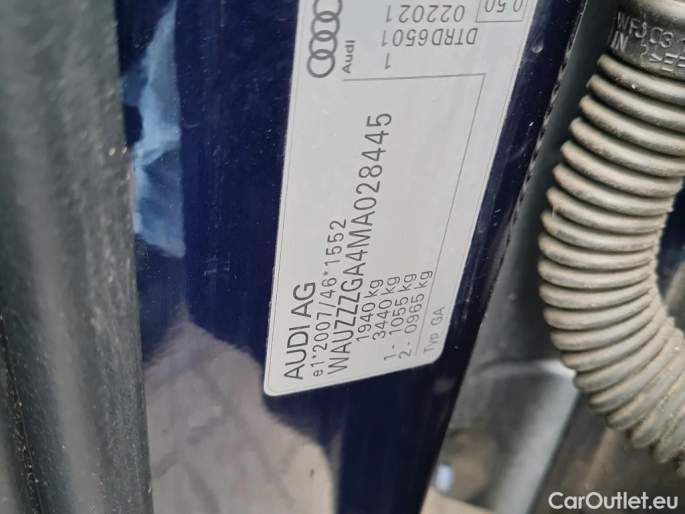 AUDI AG
e1*2007/46*1552
WAUZZZGA4MA028445
1940 kg
3440 kg
1- 1055 kg
2- 0965 kg
Typ GA
Audi
1
DTRD6501
022021
0.50
CarOutlet.eu